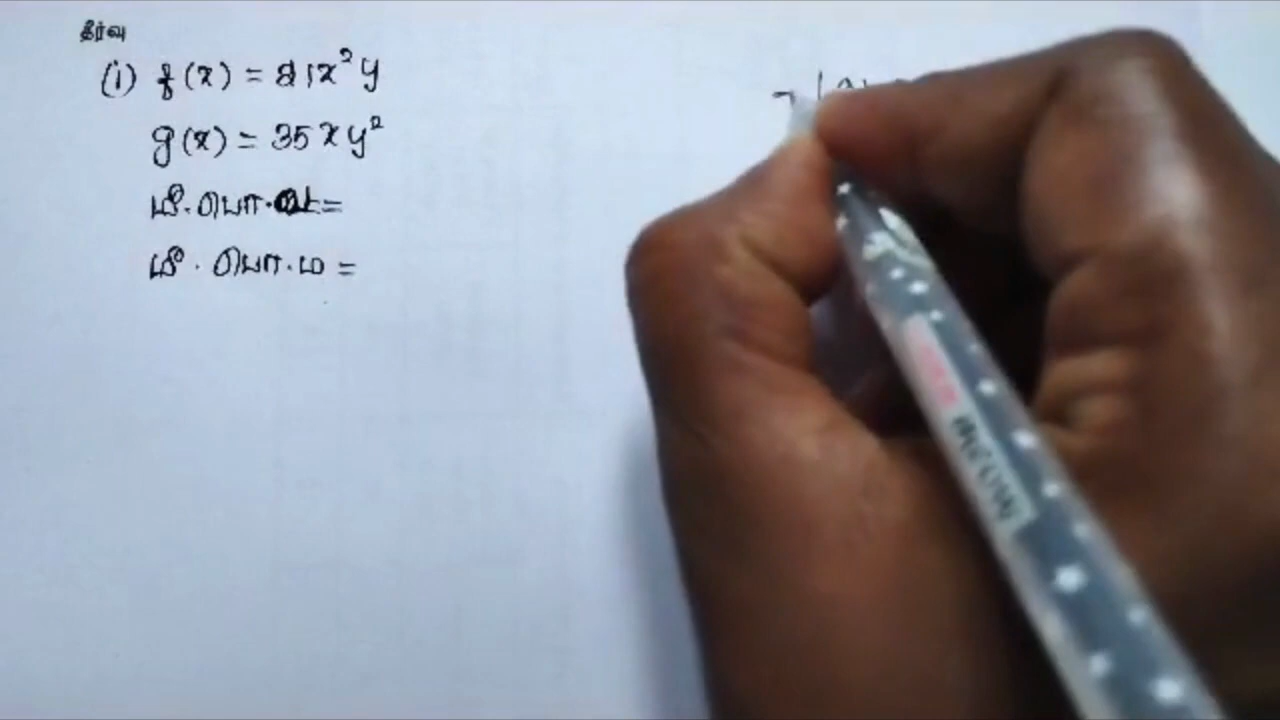 தீர்வு
(i) f(x) = 21x²y
g(x) = 35xy²
மீ.பொ.வ =
மீ.பொ.ம =